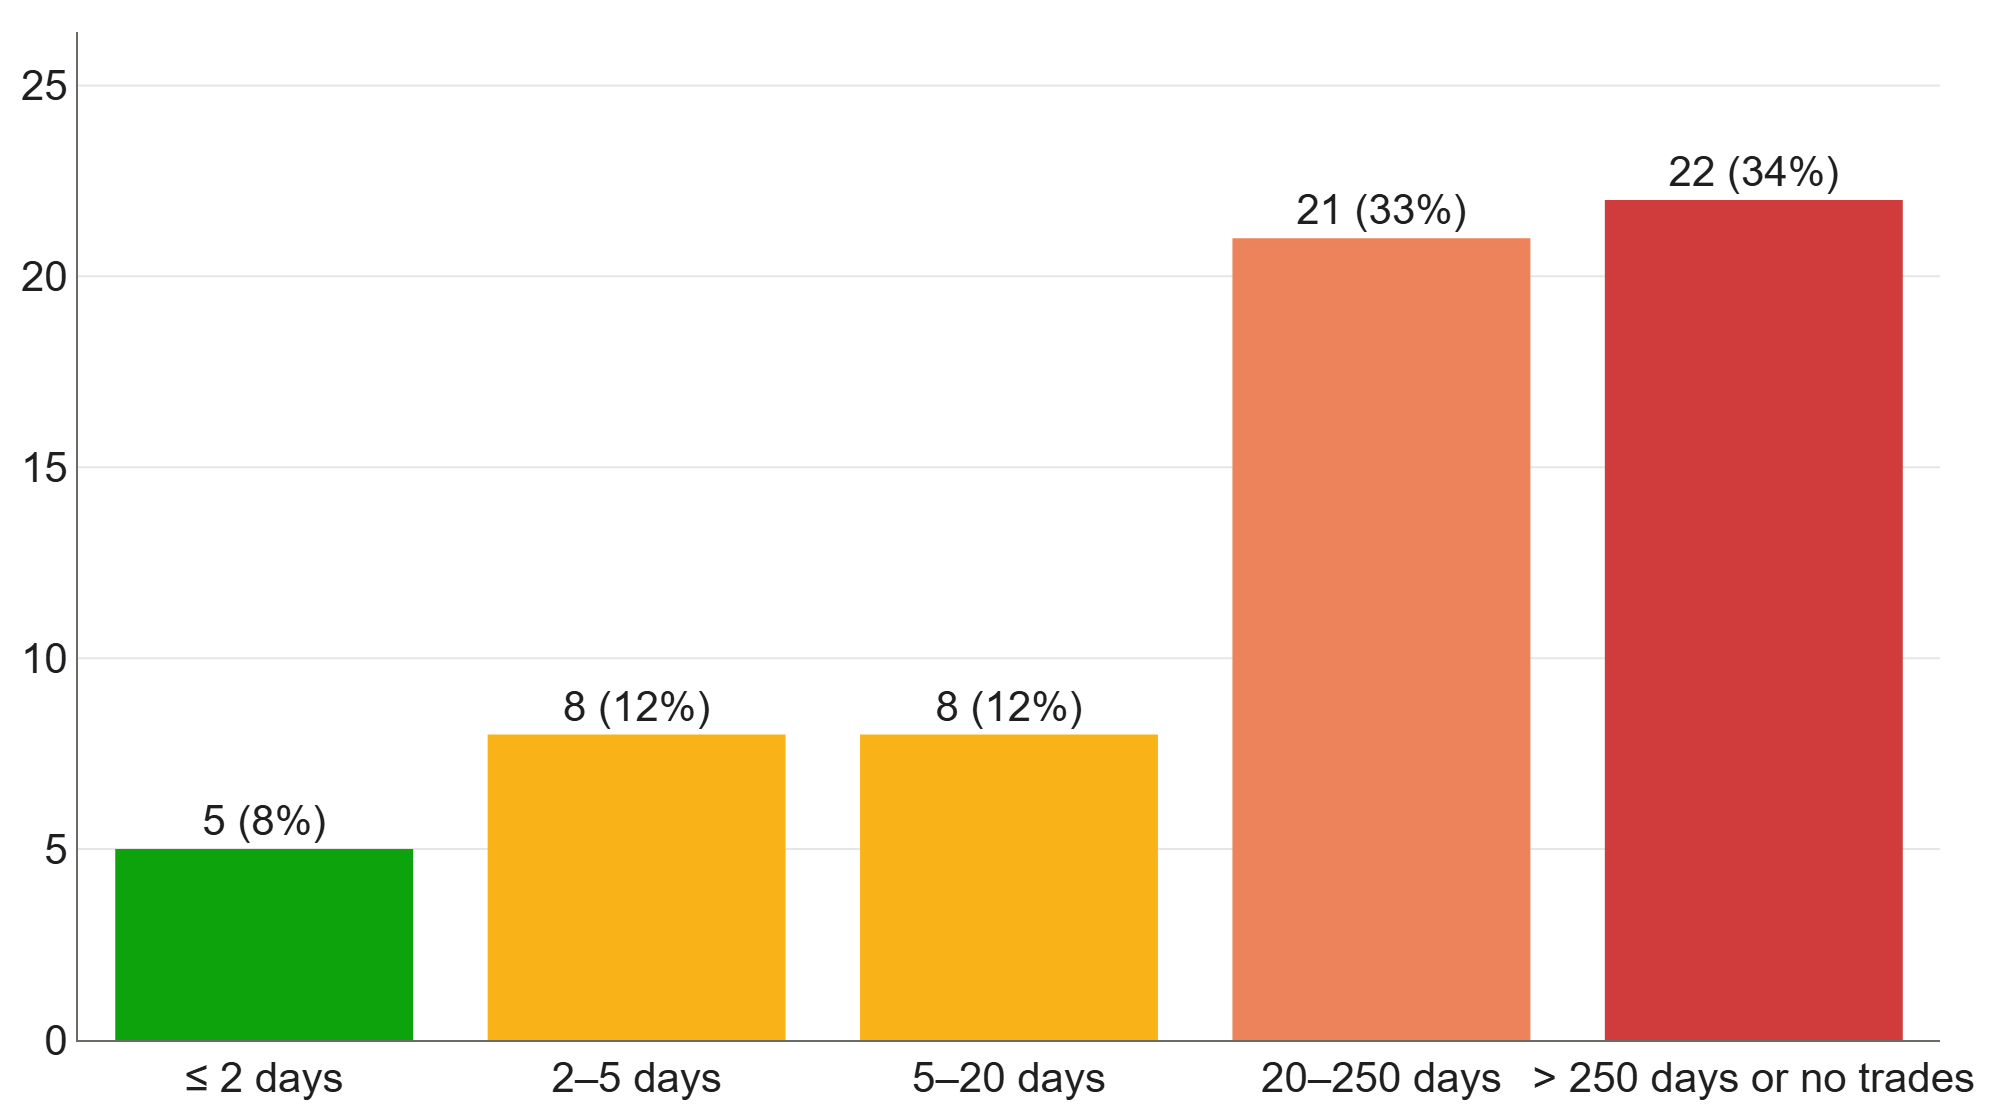 25
20
15
10
5
0
5 (8%)
8 (12%)
8 (12%)
21 (33%)
22 (34%)
≤ 2 days
2–5 days
5–20 days
20–250 days
> 250 days or no trades